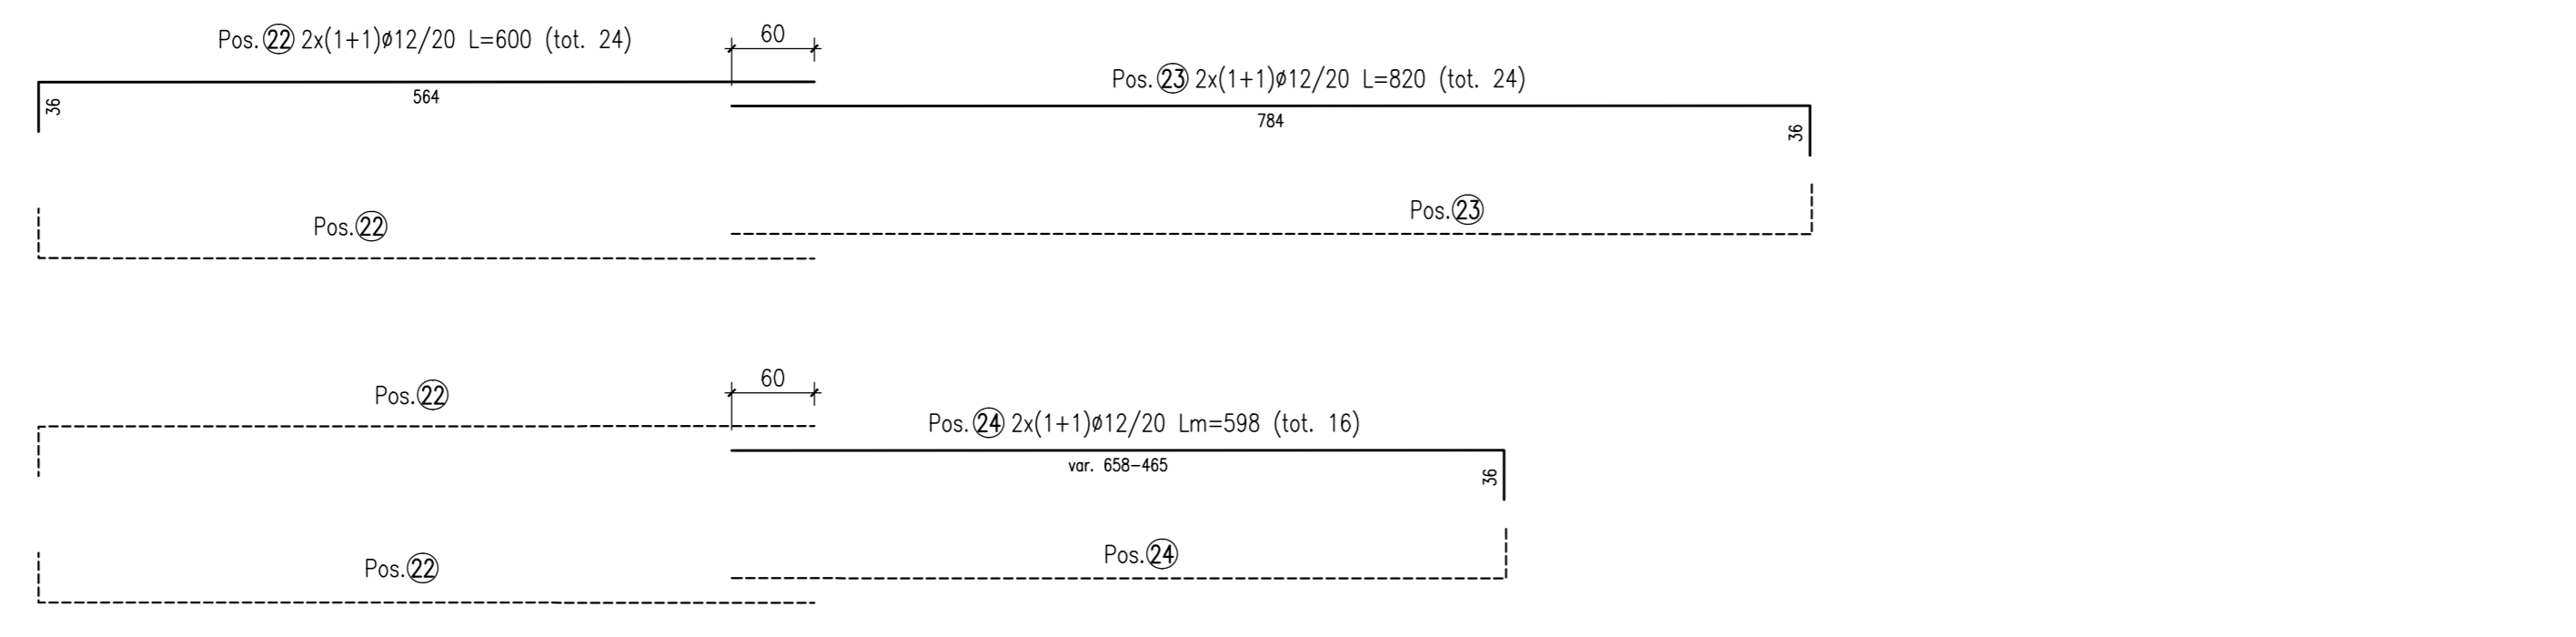 Pos. 22 2x(1+1)ø12/20 L=600 (tot. 24)
60
564
36
Pos. 23 2x(1+1)ø12/20 L=820 (tot. 24)
784
36
Pos. 22
Pos. 23
Pos. 22
60
Pos. 24 2x(1+1)ø12/20 Lm=598 (tot. 16)
var. 658-465
36
Pos. 22
Pos. 24